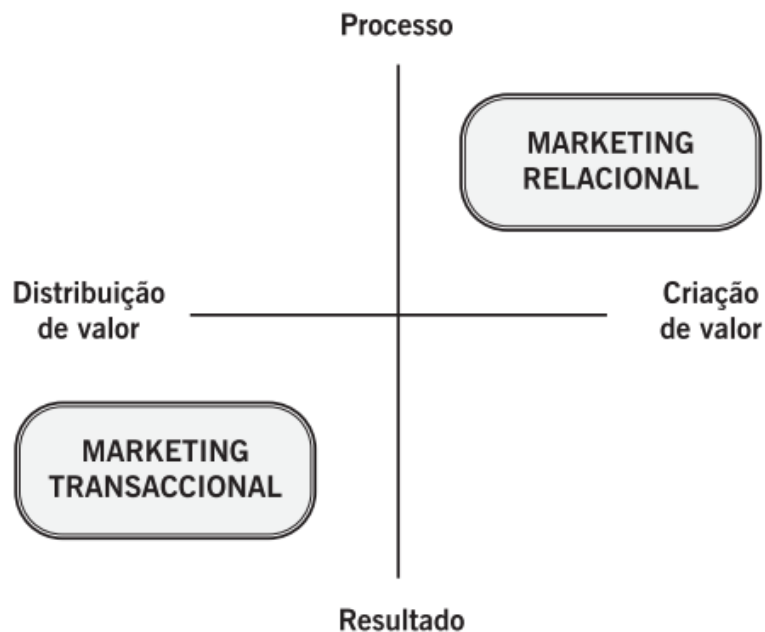 Processo
MARKETING
RELACIONAL
Distribuição
de valor
Criação
de valor
MARKETING
TRANSACCIONAL
Resultado